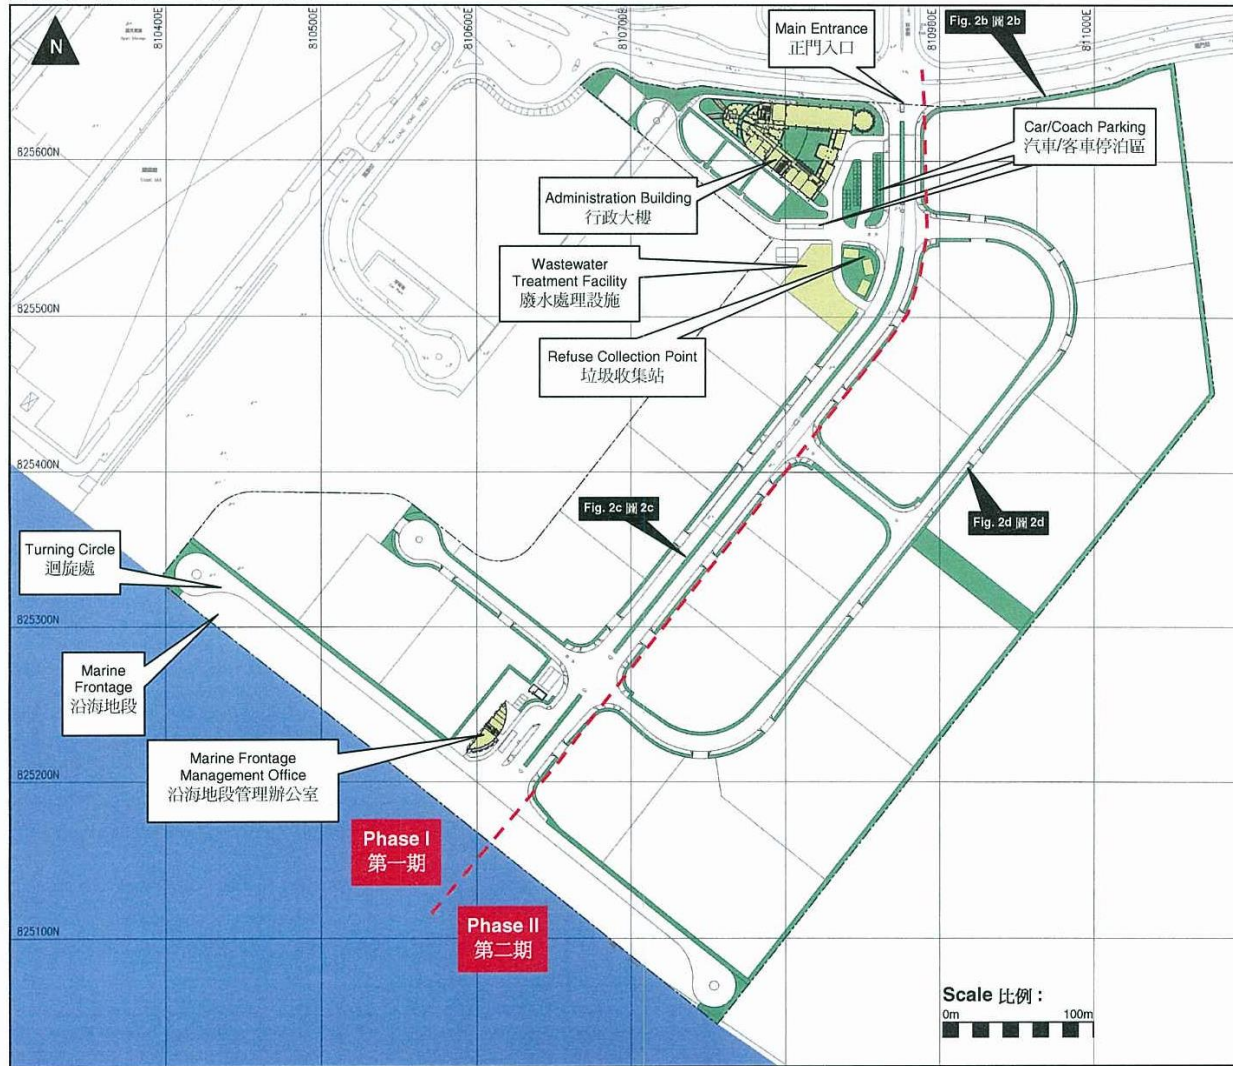 N
810400E
810500E
810600E
810700E
810900E
811000E
Main Entrance
正門入口
Fig. 2b 圖 2b
Car/Coach Parking
汽車/客車停泊區
825600N
Administration Building
行政大樓
Wastewater
Treatment Facility
廢水處理設施
825500N
Refuse Collection Point
垃圾收集站
825400N
Fig. 2c 圖 2c
Fig. 2d 圖 2d
Turning Circle
迴旋處
825300N
Marine
Frontage
沿海地段
Marine Frontage
Management Office
沿海地段管理辦公室
825200N
Phase I
第一期
Phase II
第二期
825100N
Scale 比例 :
0m
100m